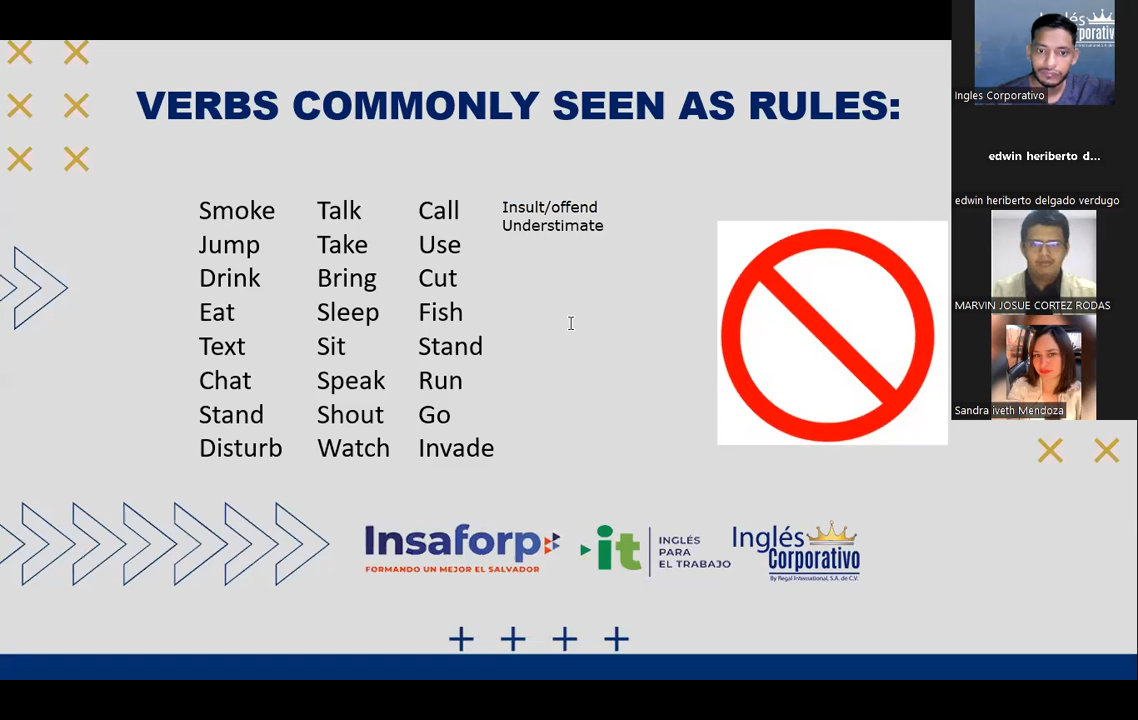 VERBS COMMONLY SEEN AS RULES:
Smoke
Jump
Drink
Eat
Text
Chat
Stand
Disturb
Talk
Take
Bring
Sleep
Sit
Speak
Shout
Watch
Call
Use
Cut
Fish
Stand
Run
Go
Invade
Insult/offend
Understimate
Insaforp
FORMANDO UN MEJOR EL SALVADOR
it
INGLÉS
PARA
EL TRABAJO
Inglés
Corporativo
By Regal International, S.A. de C.V.
Ingles Corporativo
edwin heriberto d...
edwin heriberto delgado verdugo
MARVIN JOSUE CORTEZ RODAS
Sandra iveth Mendoza